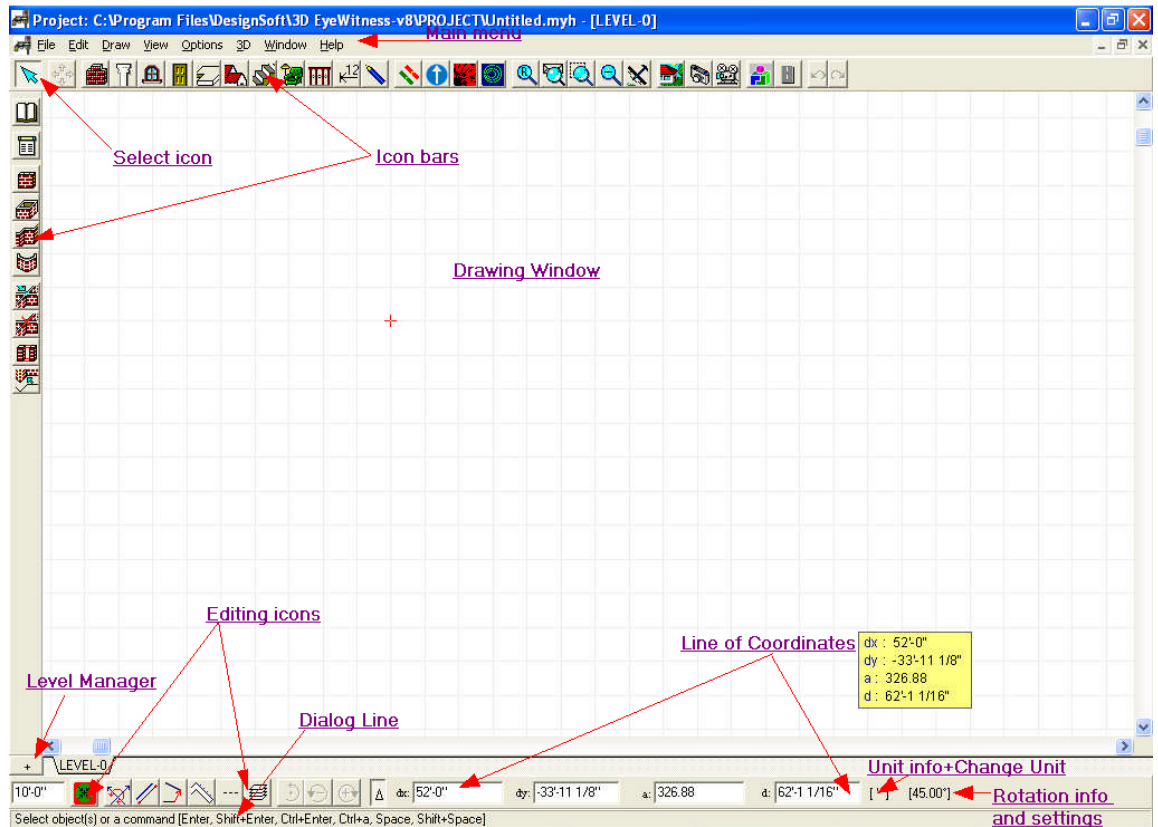 Project: C:\Program Files\DesignSoft\3D EyeWitness-v8\PROJECT\Untitled.myh - [LEVEL-0]
File Edit Draw View Options 3D Window Help
Main menu
12
Select icon
Icon bars
Drawing Window
Editing icons
Line of Coordinates
dx : 52'-0"
dy : -33'-11 1/8"
a : 326.88
d : 62'-1 1/16"
Level Manager
Dialog Line
+ LEVEL-0
Unit info+Change Unit
10'-0" Δ dx: 52'-0" dy: -33'-11 1/8" a: 326.88 d: 62'-1 1/16" [ '-" ] [45.00°]
Rotation info
and settings
Select object(s) or a command [Enter, Shift+Enter, Ctrl+Enter, Ctrl+a, Space, Shift+Space]